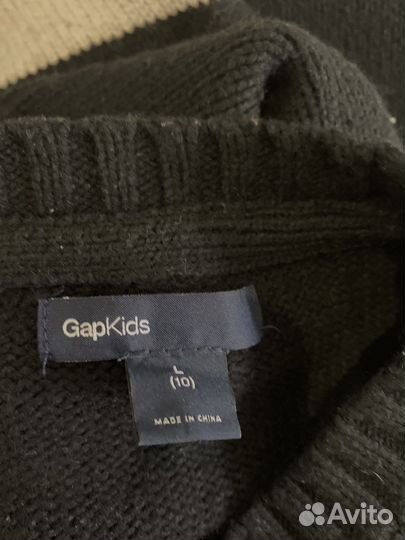 GapKids
L
(10)
MADE IN CHINA
Avito